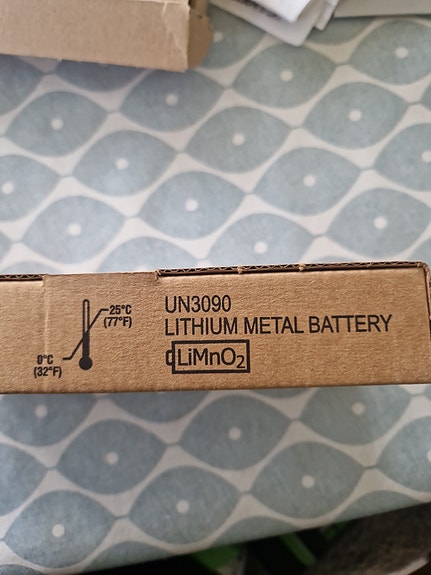 25°C
(77°F)
0°C
(32°F)
UN3090
LITHIUM METAL BATTERY
LiMnO2